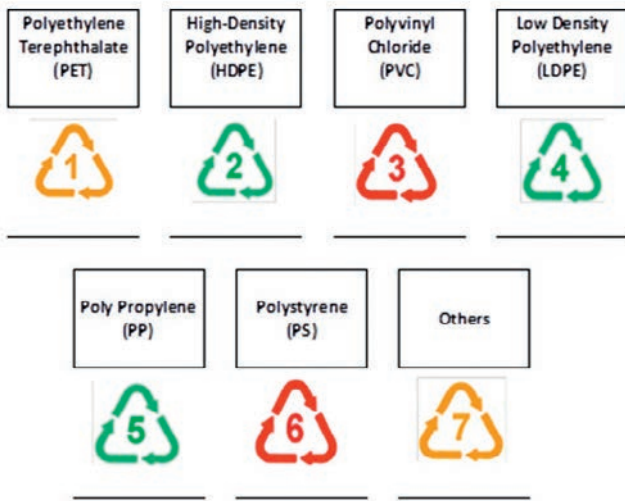 Polyethylene
Terephthalate
(PET)
High-Density
Polyethylene
(HDPE)
Polyvinyl
Chloride
(PVC)
Low Density
Polyethylene
(LDPE)
1
2
3
4
Poly Propylene
(PP)
Polystyrene
(PS)
Others
5
6
7